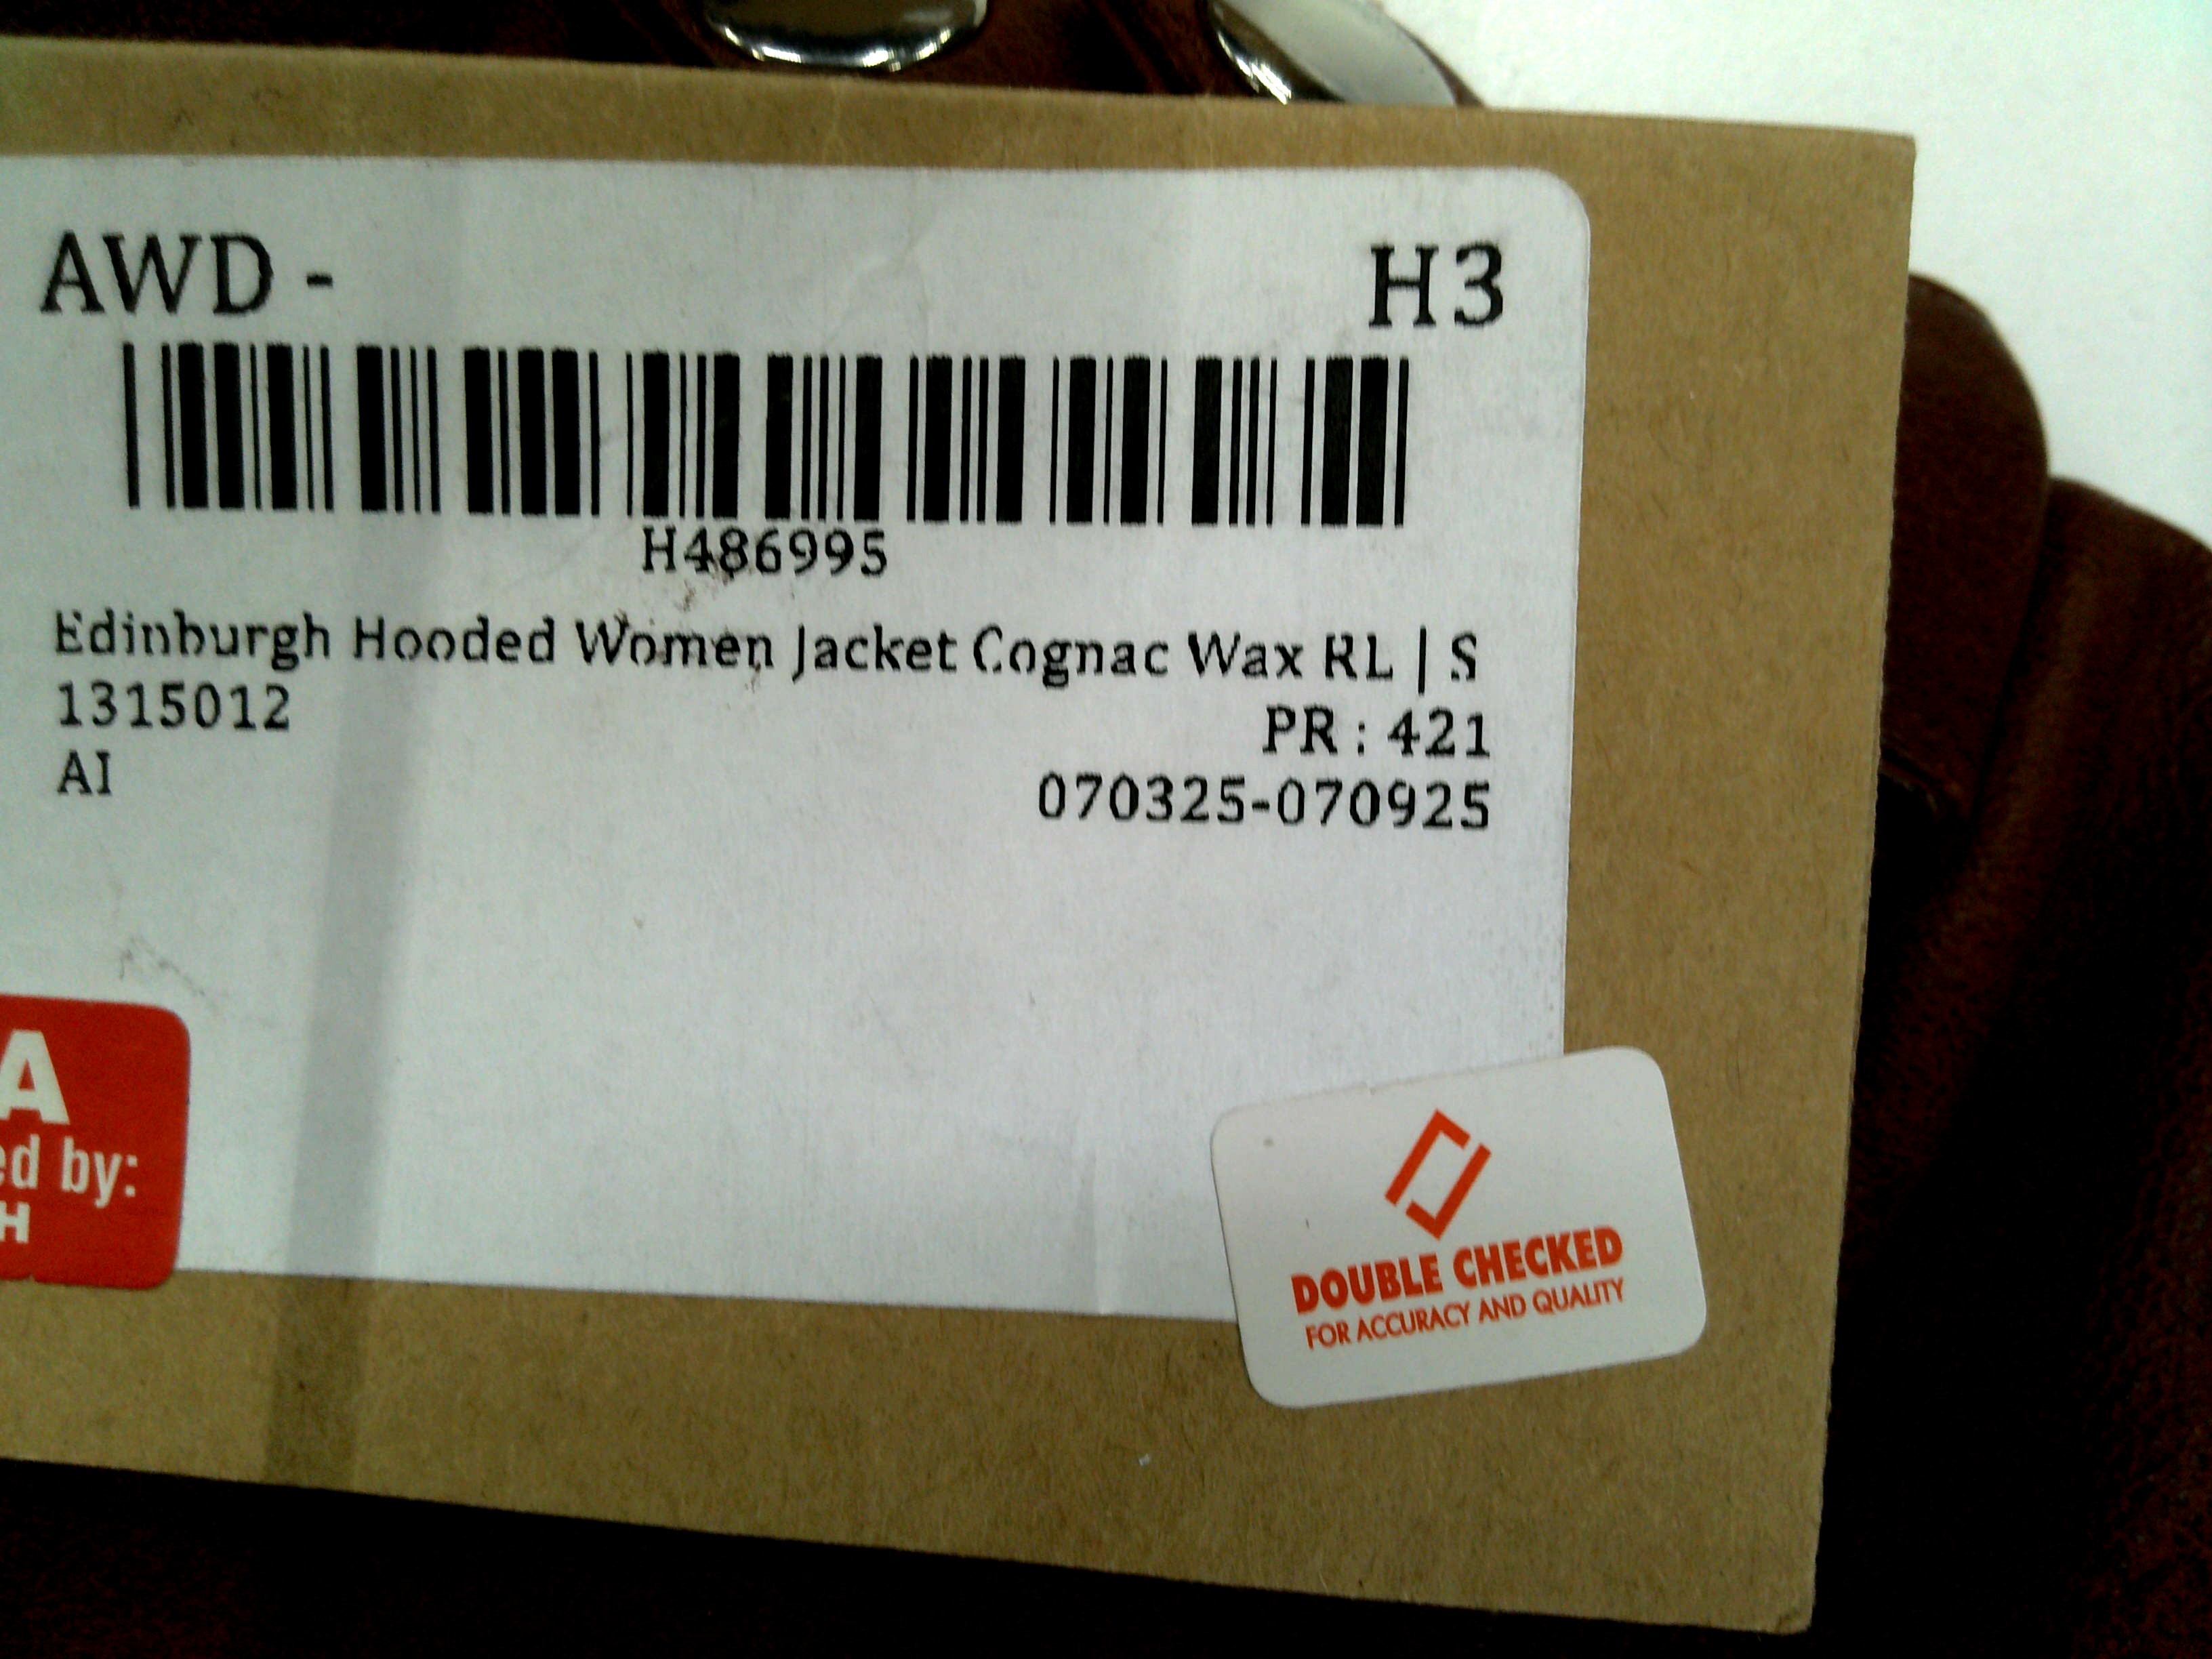 AWD - H3
H486995
Edinburgh Hooded Women Jacket Cognac Wax RL | S
1315012 PR : 421
AI 070325-070925
A
ed by:
H
DOUBLE CHECKED
FOR ACCURACY AND QUALITY